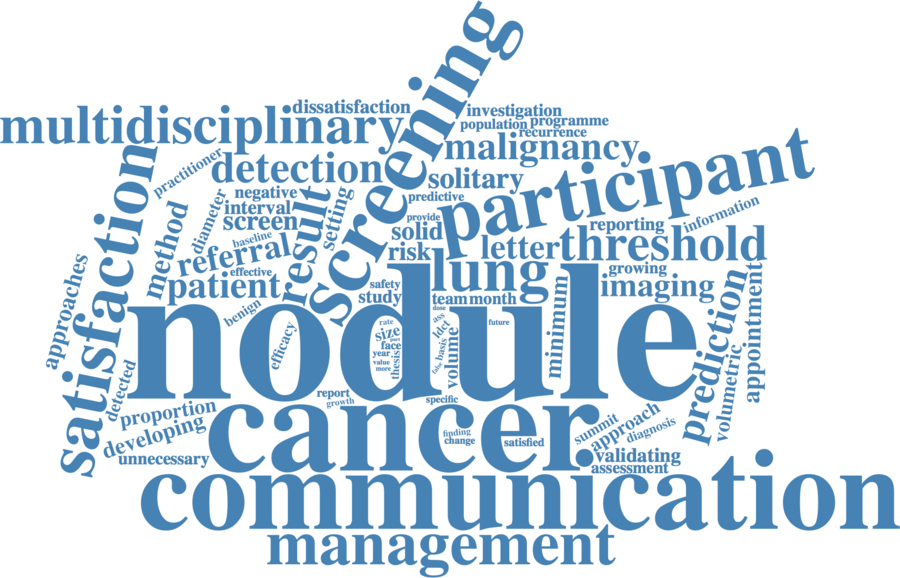 screening
dissatisfaction
investigation
multidisciplinary
population
programme
recurrence
malignancy
practitioner
detection
participant
solitary
negative
predictive
satisfaction
diameter
interval
result
setting
method
screen
provide
solid
reporting
information
baseline
referral
risk
letter
threshold
lung
effective
patient
growing
imaging
approaches
safety
study
team
month
minimum
prediction
appointment
benign
nodule
dose
ass
ldct
future
efficacy
rate
size
part
face
year
value
more
thesis
basis
false
volume
volumetric
detected
report
growth
specific
proportion
cancer
developing
finding
change
satisfied
summit
approach
diagnosis
unnecessary
validating
assessment
communication
management